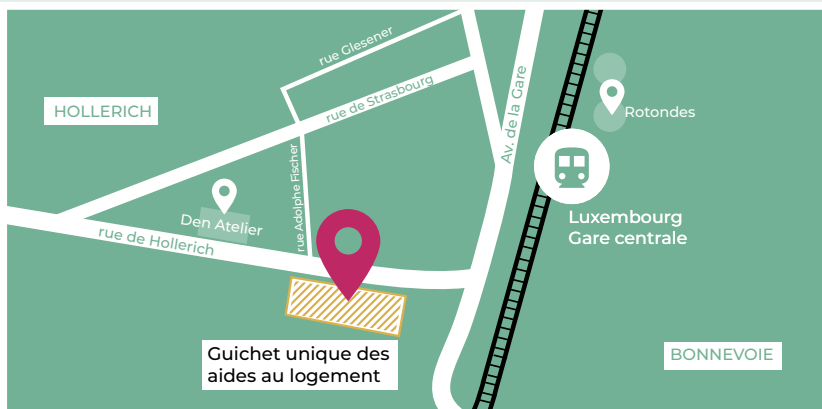 rue Glesener
HOLLERICH
rue de Strasbourg
Av. de la Gare
Rotondes
rue Adolphe Fischer
Den Atelier
rue de Hollerich
Luxembourg
Gare centrale
Guichet unique des
aides au logement
BONNEVOIE